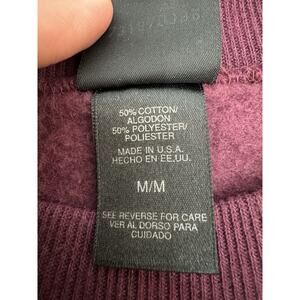 50% COTTON/
ALGODON
50% POLYESTER/
POLIESTER
MADE IN U.S.A.
HECHO EN EE.UU.
M/M
SEE REVERSE FOR CARE
VER AL DORSO PARA
CUIDADO